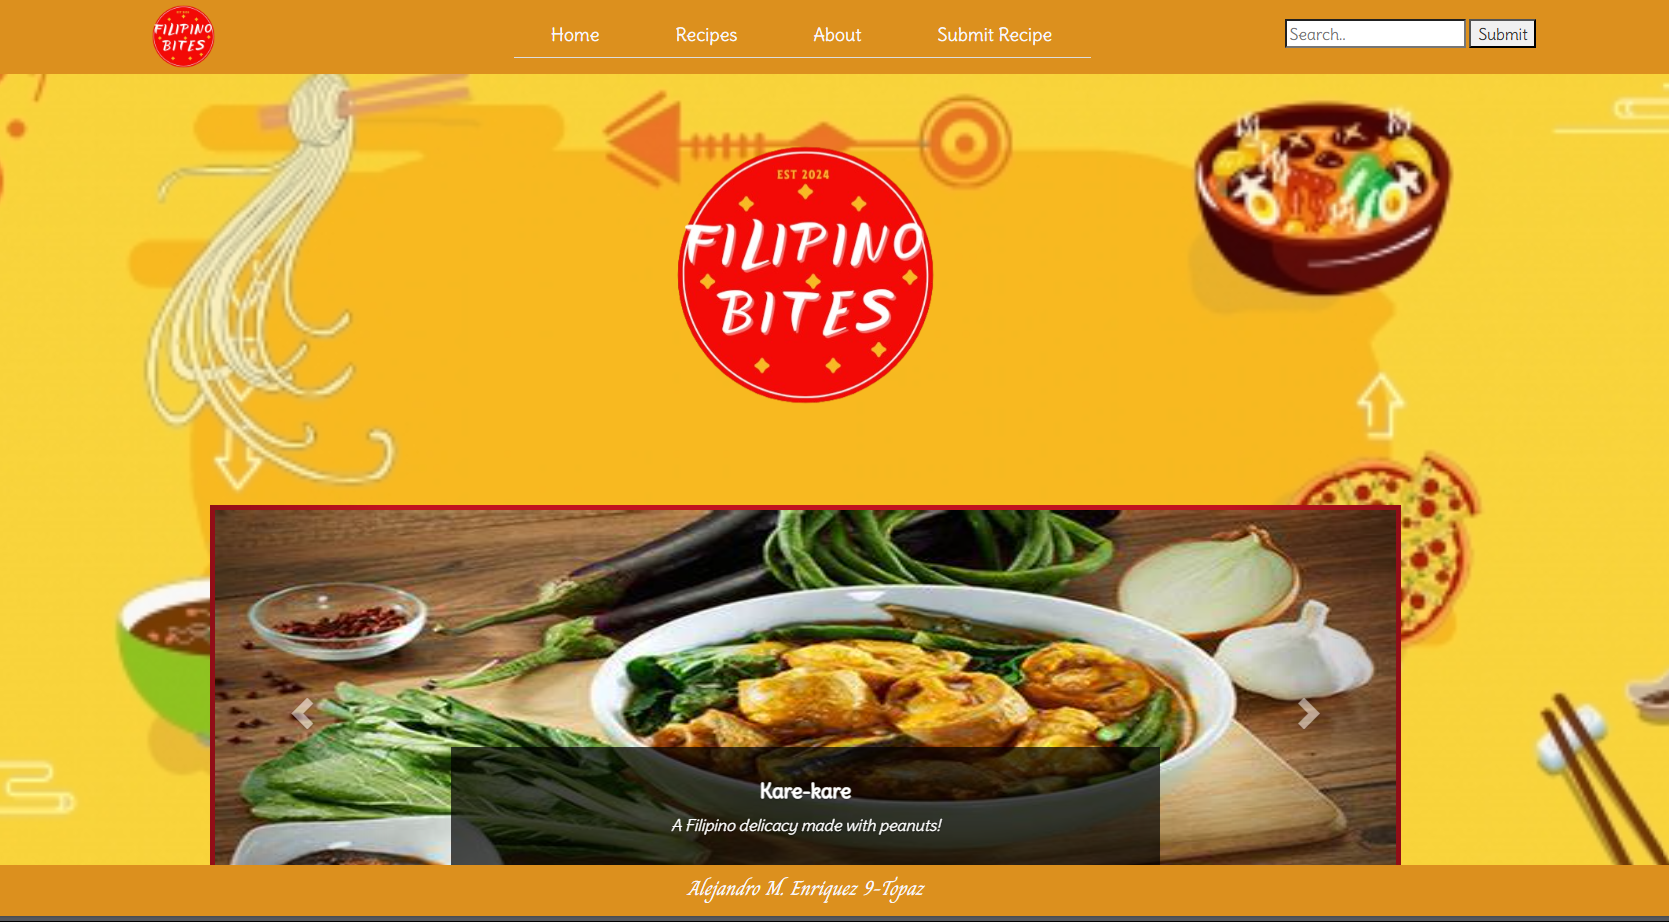 FILIPINO
BITES
Home
Recipes
About
Submit Recipe
Search..
Submit
EST 2024
FILIPINO
BITES
Kare-kare
A Filipino delicacy made with peanuts!
Alejandro M. Enriquez 9-Topaz